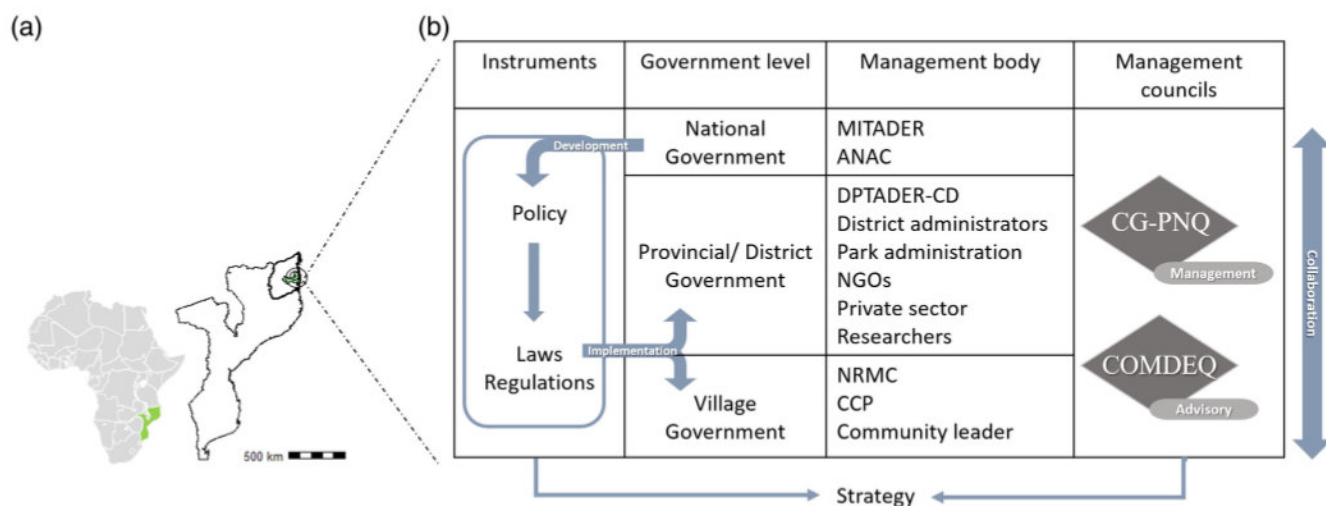 (a)
500 km
(b)
Instruments
Government level
Management body
Management
councils
Development
Policy
Laws
Regulations
Implementation
National
Government
Provincial/ District
Government
Village
Government
MITADER
ANAC
DPTADER-CD
District administrators
Park administration
NGOs
Private sector
Researchers
NRMC
CCP
Community leader
CG-PNQ
Management
COMDEQ
Advisory
Collaboration
Strategy